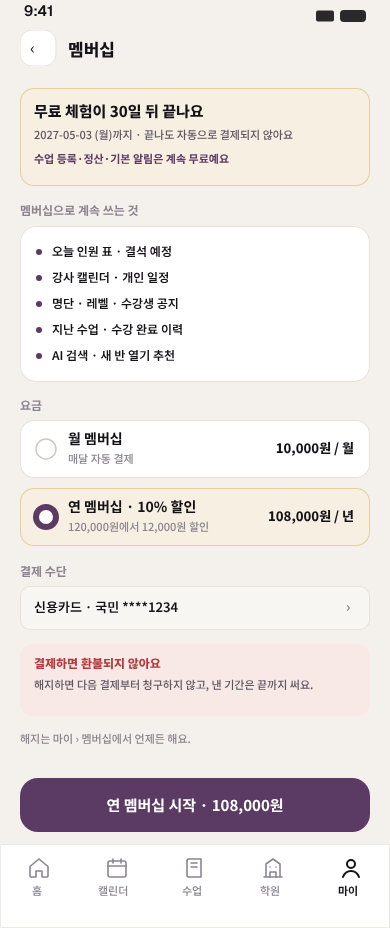 9:41
‹ 멤버십
무료 체험이 30일 뒤 끝나요
2027-05-03 (월)까지 · 끝나도 자동으로 결제되지 않아요
수업 등록·정산·기본 알림은 계속 무료예요
멤버십으로 계속 쓰는 것
• 오늘 인원 표 · 결석 예정
• 강사 캘린더 · 개인 일정
• 명단 · 레벨 · 수강생 공지
• 지난 수업 · 수강 완료 이력
• AI 검색 · 새 반 열기 추천
요금
월 멤버십
매달 자동 결제
10,000원 / 월
연 멤버십 · 10% 할인
120,000원에서 12,000원 할인
108,000원 / 년
결제 수단
신용카드 · 국민 ****1234 ›
결제하면 환불되지 않아요
해지하면 다음 결제부터 청구하지 않고, 낸 기간은 끝까지 써요.
해지는 마이 › 멤버십에서 언제든 해요.
연 멤버십 시작 · 108,000원
홈 캘린더 수업 학원 마이